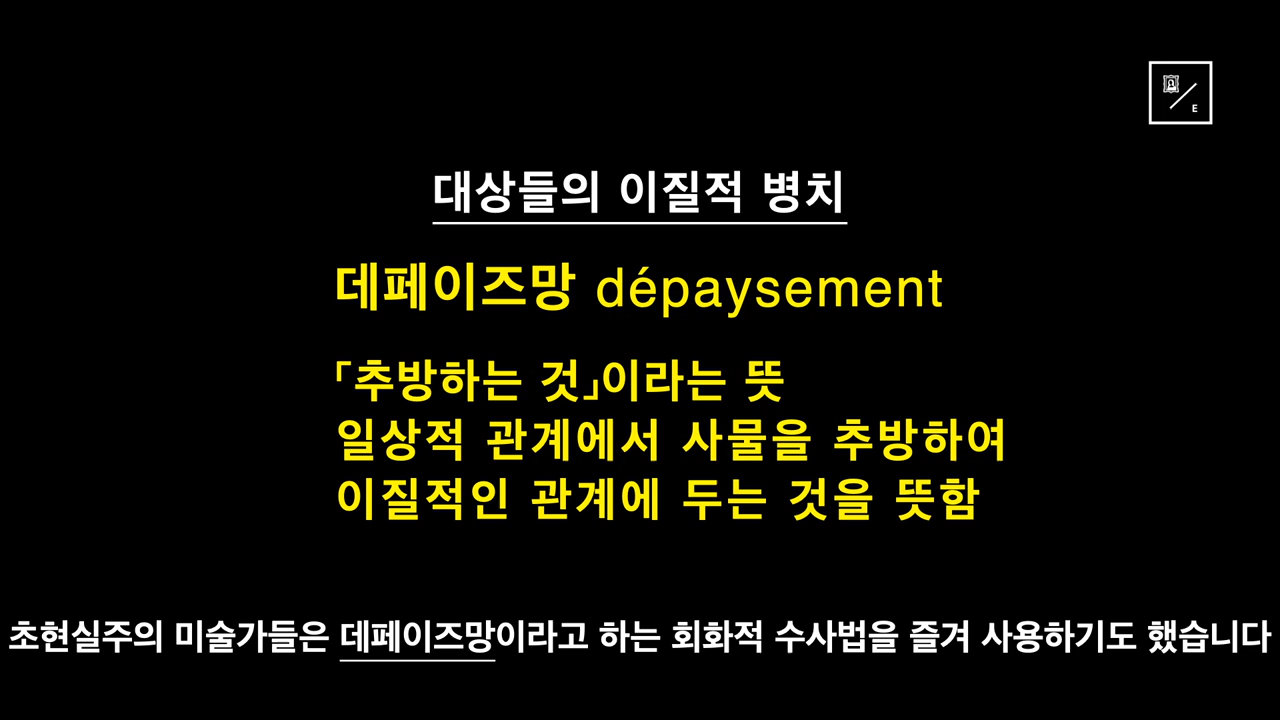 E
대상들의 이질적 병치
데페이즈망 dépaysement
「추방하는 것」이라는 뜻
일상적 관계에서 사물을 추방하여
이질적인 관계에 두는 것을 뜻함
초현실주의 미술가들은 데페이즈망이라고 하는 회화적 수사법을 즐겨 사용하기도 했습니다